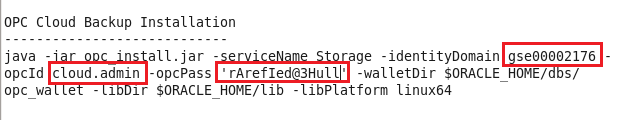 OPC Cloud Backup Installation
---------------------------
java -jar opc_install.jar -serviceName Storage -identityDomain gse00002176 -
opcId cloud.admin -opcPass 'rArefIed@3Hull' -walletDir $ORACLE_HOME/dbs/
opc_wallet -libDir $ORACLE_HOME/lib -libPlatform linux64